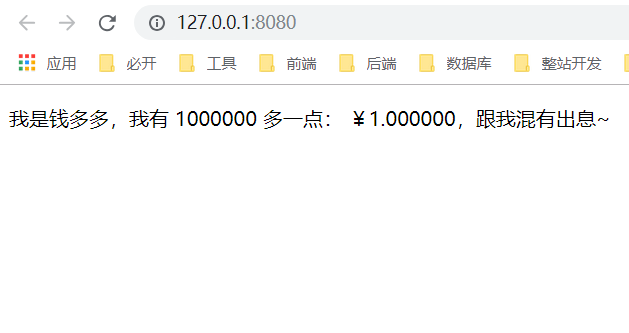 127.0.0.1:8080
应用 必开 工具 前端 后端 数据库 整站开发
我是钱多多，我有 1000000 多一点： ￥1.000000，跟我混有出息~